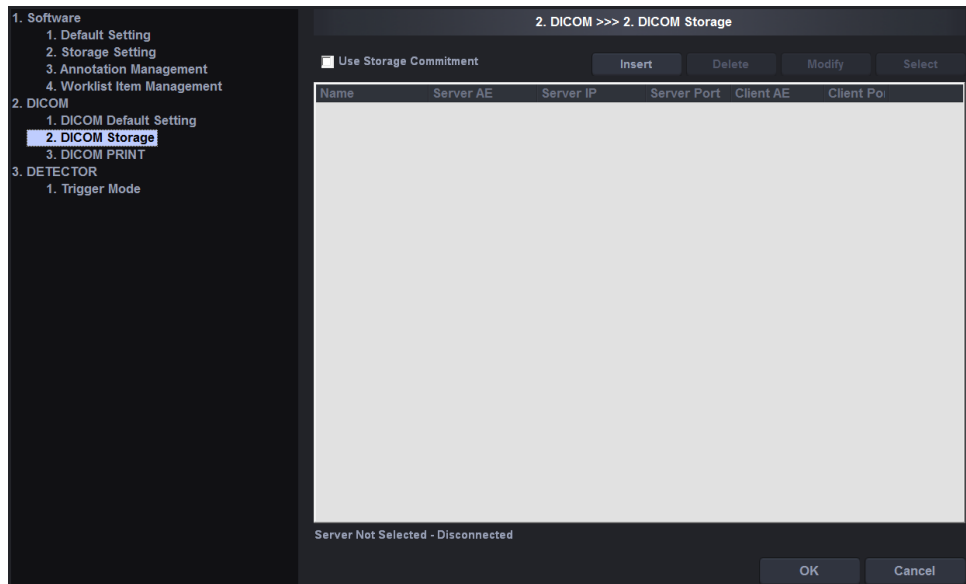 1. Software
1. Default Setting
2. Storage Setting
3. Annotation Management
4. Worklist Item Management
2. DICOM
1. DICOM Default Setting
2. DICOM Storage
3. DICOM PRINT
3. DETECTOR
1. Trigger Mode
2. DICOM >>> 2. DICOM Storage
Use Storage Commitment Insert Delete Modify Select
Name Server AE Server IP Server Port Client AE Client Po
Server Not Selected - Disconnected
OK Cancel